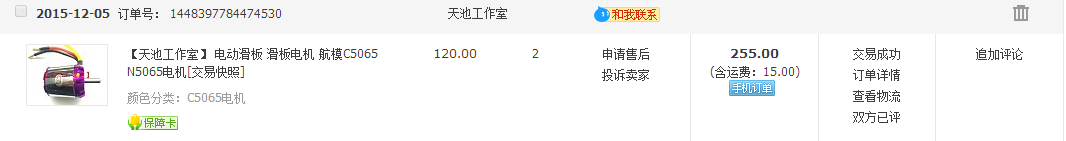 2015-12-05 订单号： 1448397784474530 天池工作室 和我联系
【天池工作室】电动滑板 滑板电机 航模C5065 120.00 2 申请售后 255.00 交易成功 追加评论
N5065电机[交易快照] 投诉卖家 (含运费：15.00) 订单详情
颜色分类：C5065电机 手机订单 查看物流
保障卡 双方已评